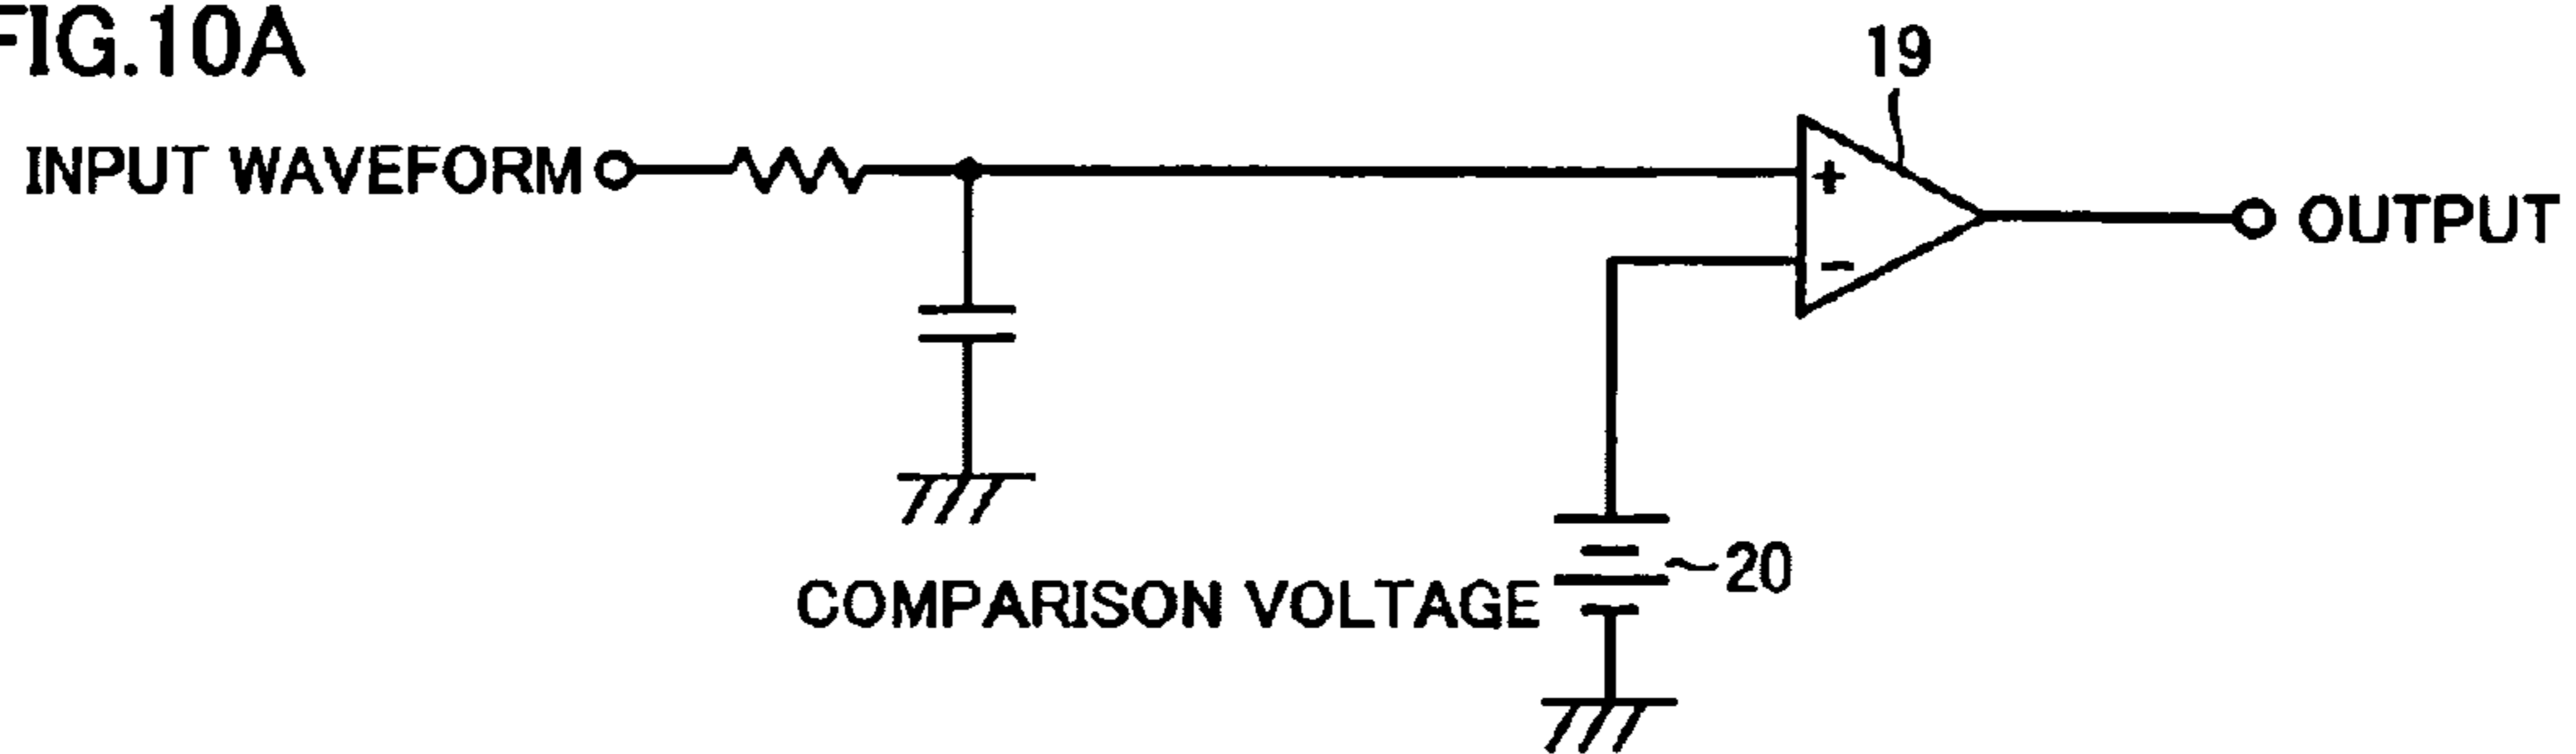 FIG.10A
19
INPUT WAVEFORM
+
-
OUTPUT
20
COMPARISON VOLTAGE